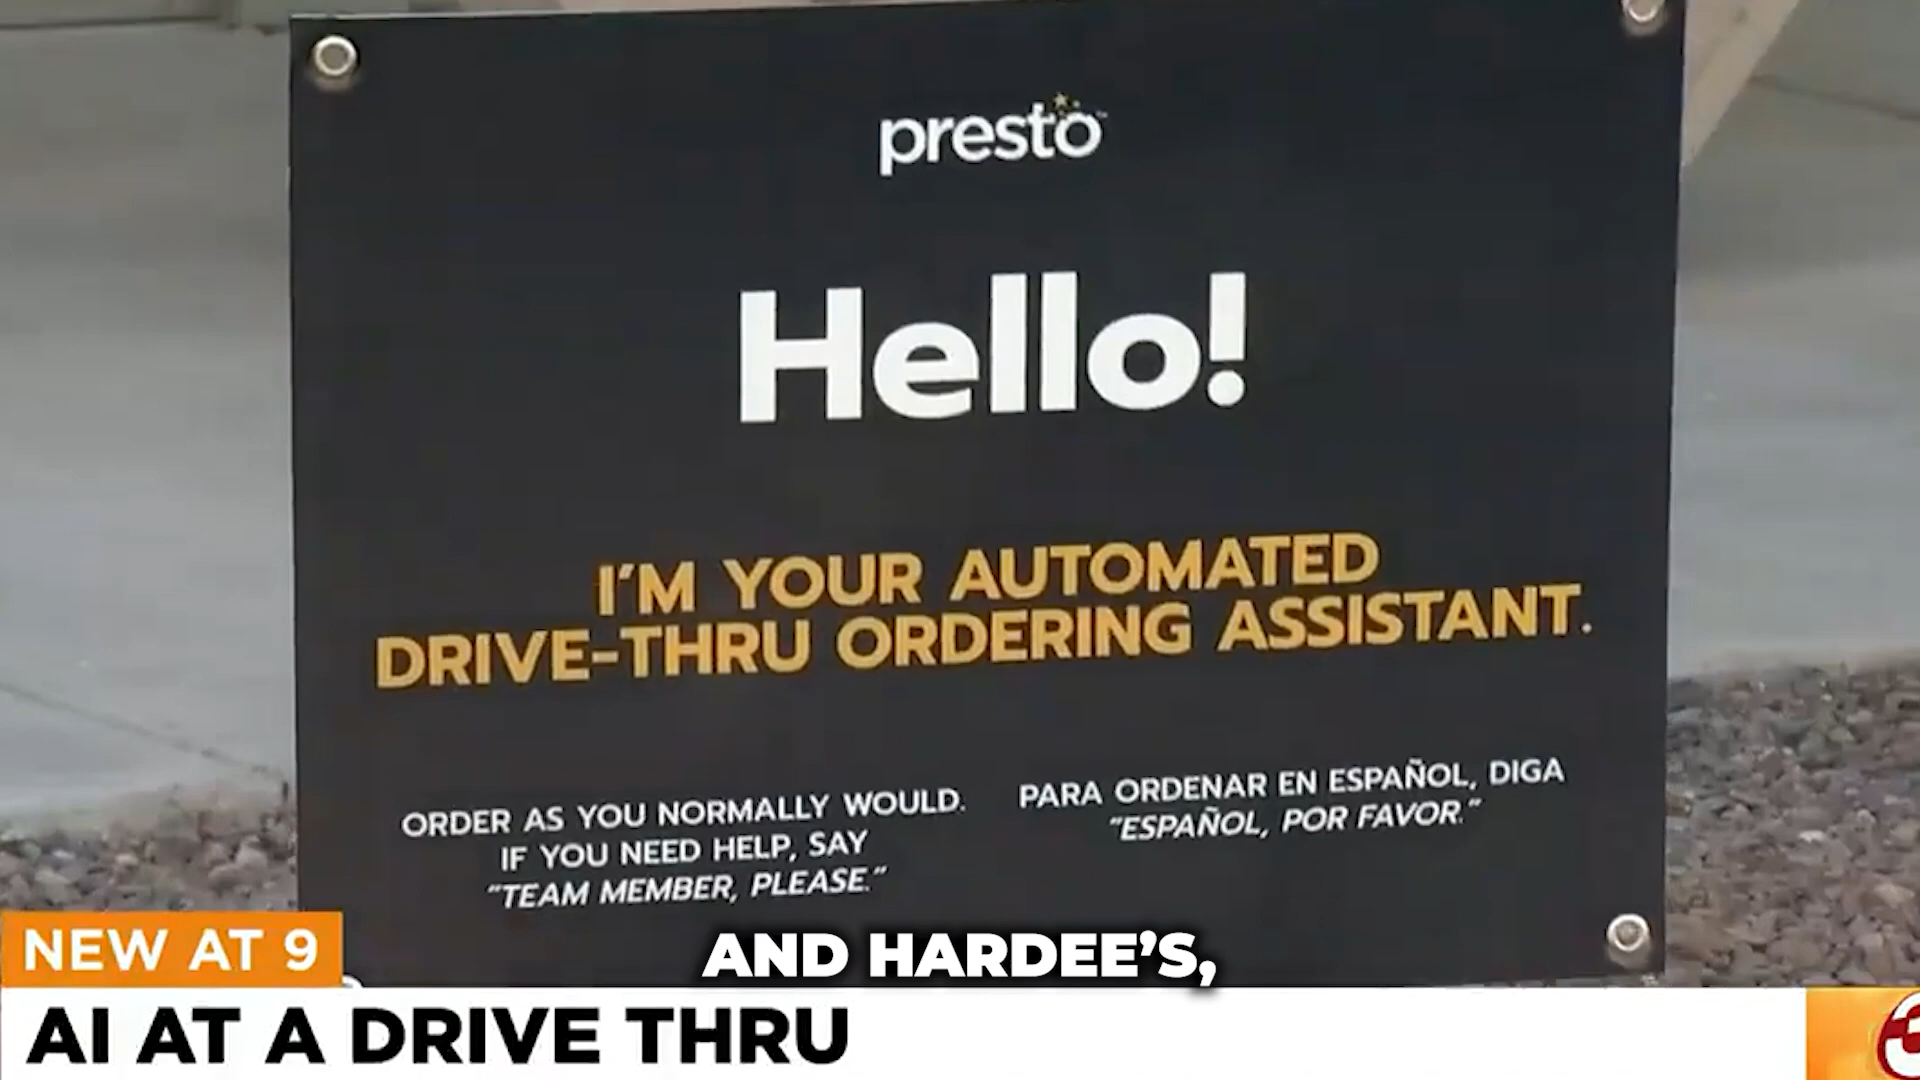 presto
Hello!
I'M YOUR AUTOMATED
DRIVE-THRU ORDERING ASSISTANT.
ORDER AS YOU NORMALLY WOULD.
IF YOU NEED HELP, SAY
"TEAM MEMBER, PLEASE."
PARA ORDENAR EN ESPAÑOL, DIGA
"ESPAÑOL, POR FAVOR."
AND HARDEE'S,
NEW AT 9
AI AT A DRIVE THRU
3